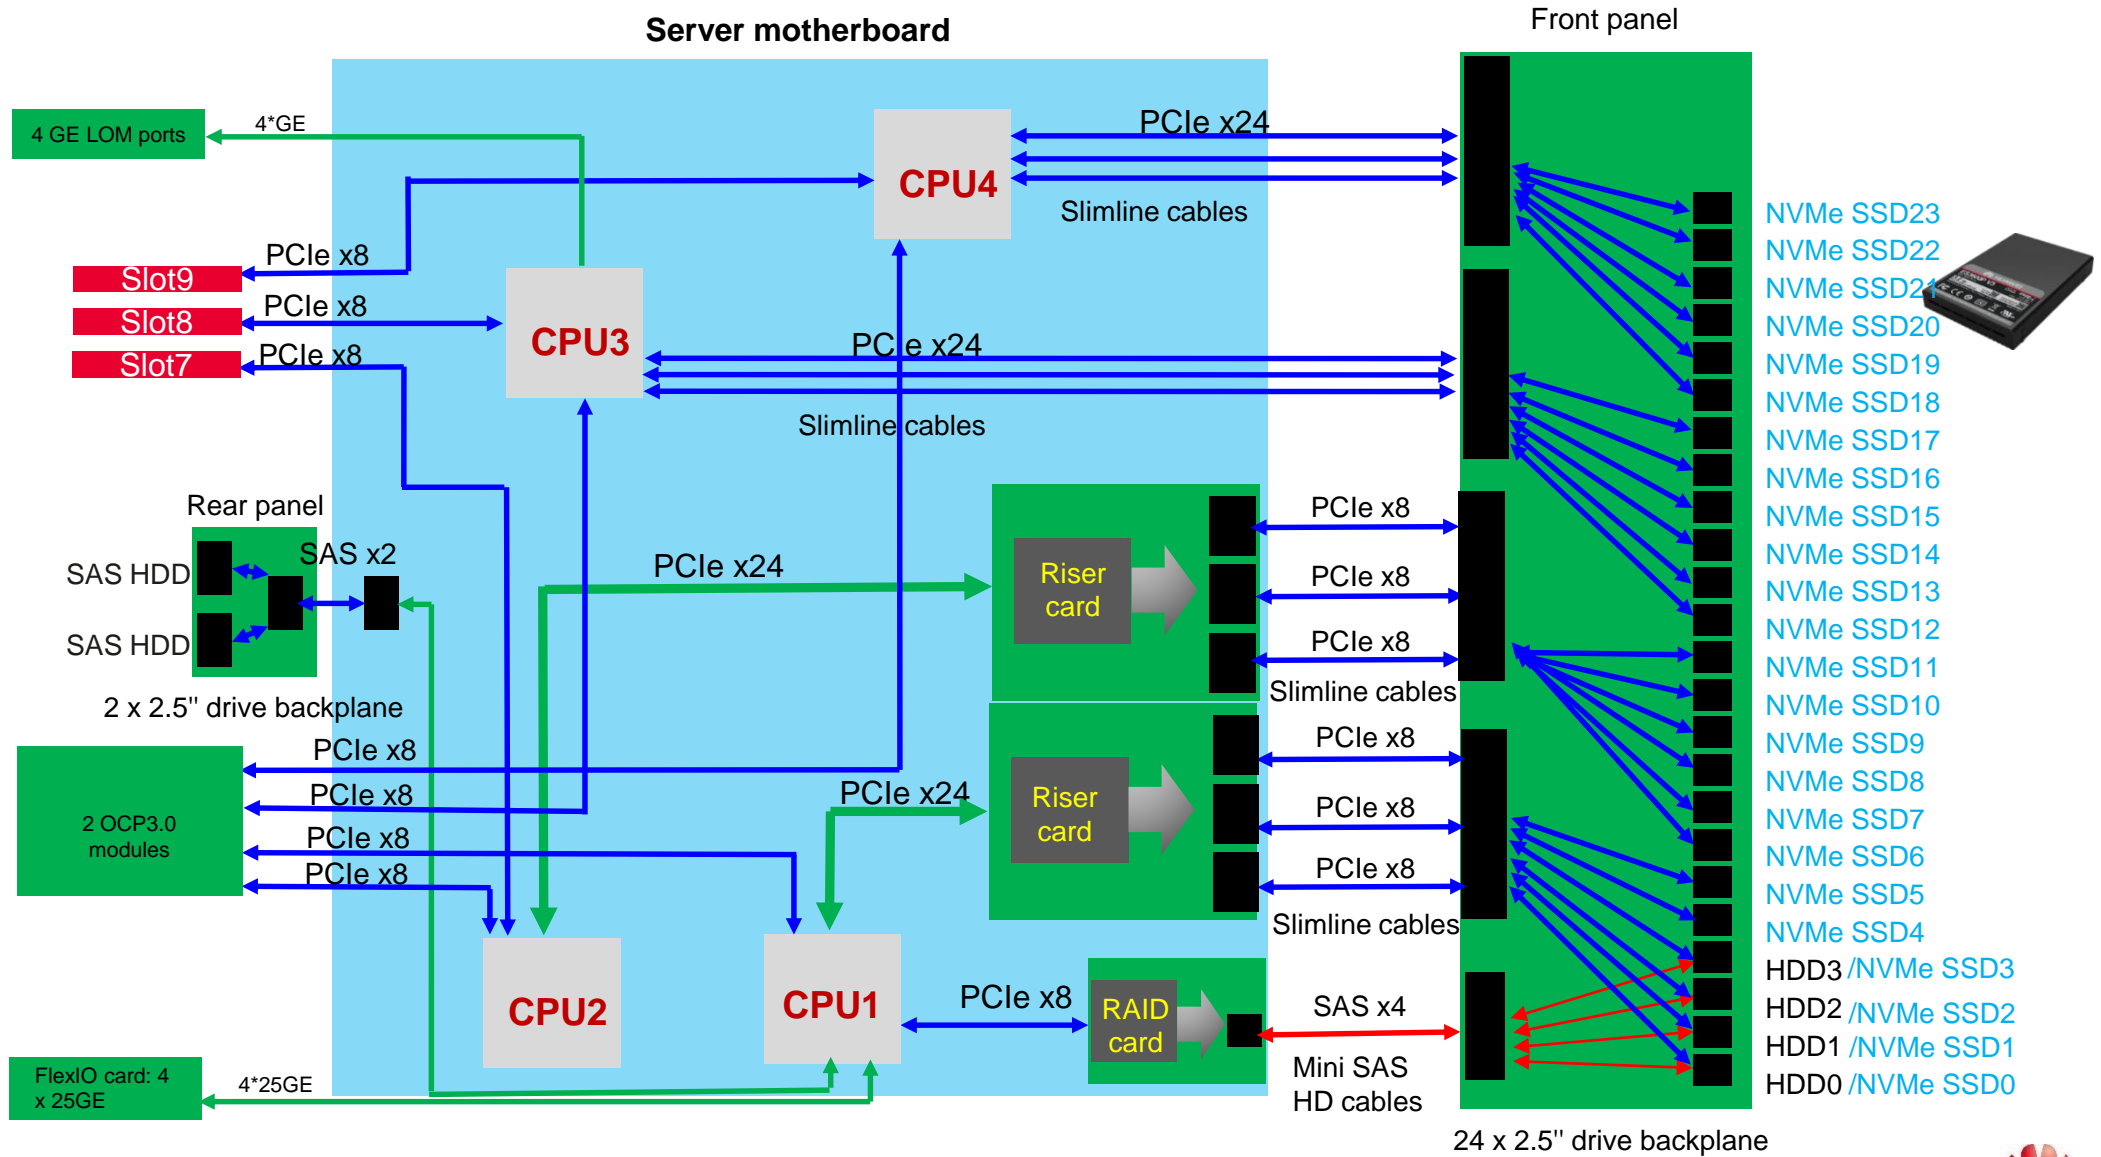 Server motherboard
Front panel
4 GE LOM ports
4*GE
PCIe x24
CPU4
Slimline cables
PCIe x8
Slot9
PCIe x8
Slot8
PCIe x8
Slot7
CPU3
PCIe x24
Slimline cables
Rear panel
SAS x2
SAS HDD
SAS HDD
2 x 2.5" drive backplane
PCIe x24
Riser
card
PCIe x8
PCIe x8
PCIe x8
Slimline cables
PCIe x8
PCIe x8
PCIe x8
PCIe x8
2 OCP3.0
modules
PCIe x24
Riser
card
PCIe x8
PCIe x8
PCIe x8
Slimline cables
CPU2
CPU1
PCIe x8
RAID
card
SAS x4
Mini SAS
HD cables
FlexIO card: 4
x 25GE
4*25GE
NVMe SSD23
NVMe SSD22
NVMe SSD21
NVMe SSD20
NVMe SSD19
NVMe SSD18
NVMe SSD17
NVMe SSD16
NVMe SSD15
NVMe SSD14
NVMe SSD13
NVMe SSD12
NVMe SSD11
NVMe SSD10
NVMe SSD9
NVMe SSD8
NVMe SSD7
NVMe SSD6
NVMe SSD5
NVMe SSD4
HDD3 /NVMe SSD3
HDD2 /NVMe SSD2
HDD1 /NVMe SSD1
HDD0 /NVMe SSD0
24 x 2.5" drive backplane